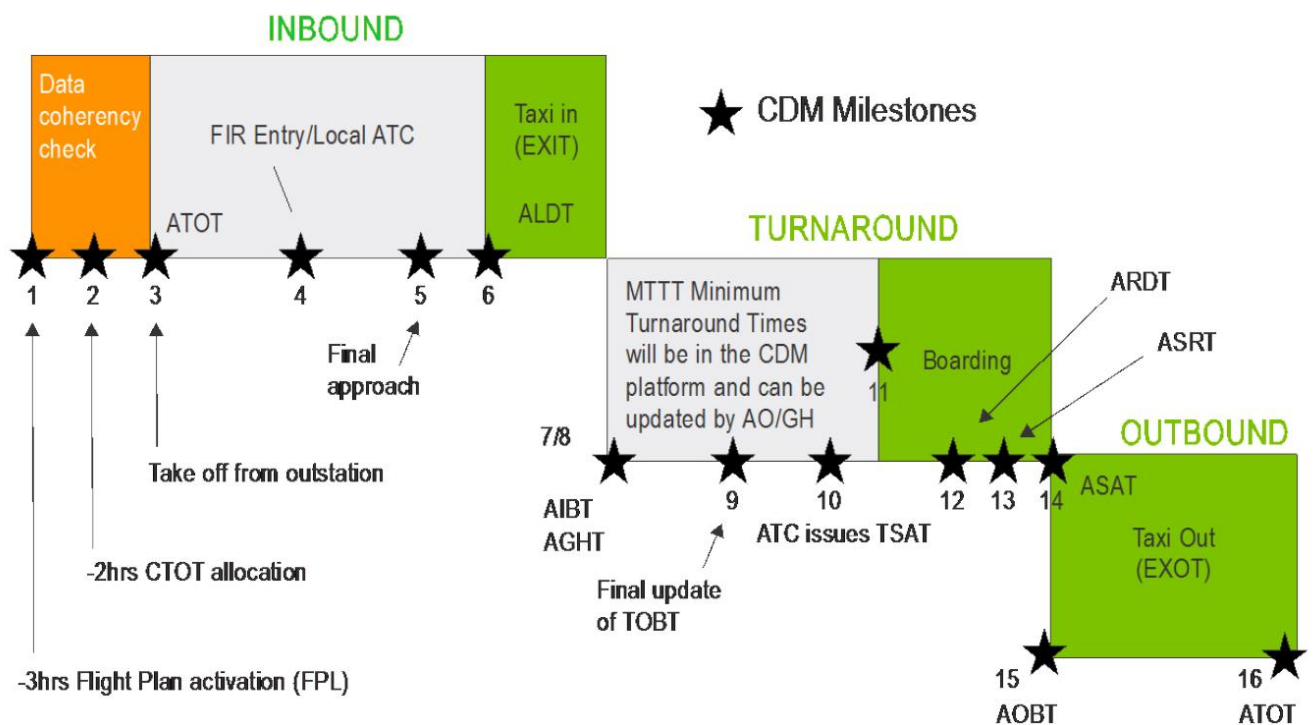 INBOUND
Data
coherency
check
FIR Entry/Local ATC
Taxi in
(EXIT)
CDM Milestones
ATOT
ALDT
1
2
3
4
5
6
TURNAROUND
Final
approach
MTTT Minimum
Turnaround Times
will be in the CDM
platform and can be
updated by AO/GH
11
Boarding
ARDT
ASRT
Take off from outstation
7/8
AIBT
AGHT
9
10
ATC issues TSAT
12
13
14
OUTBOUND
ASAT
Taxi Out
(EXOT)
-2hrs CTOT allocation
Final update
of TOBT
-3hrs Flight Plan activation (FPL)
15
AOBT
16
ATOT